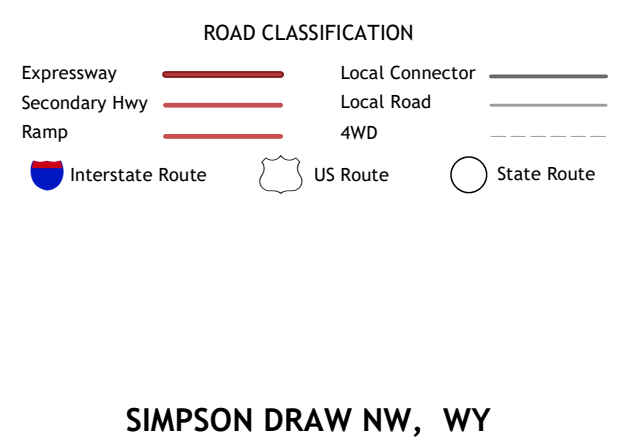 ROAD CLASSIFICATION
Expressway
Secondary Hwy
Ramp
Local Connector
Local Road
4WD
Interstate Route
US Route
State Route
SIMPSON DRAW NW, WY